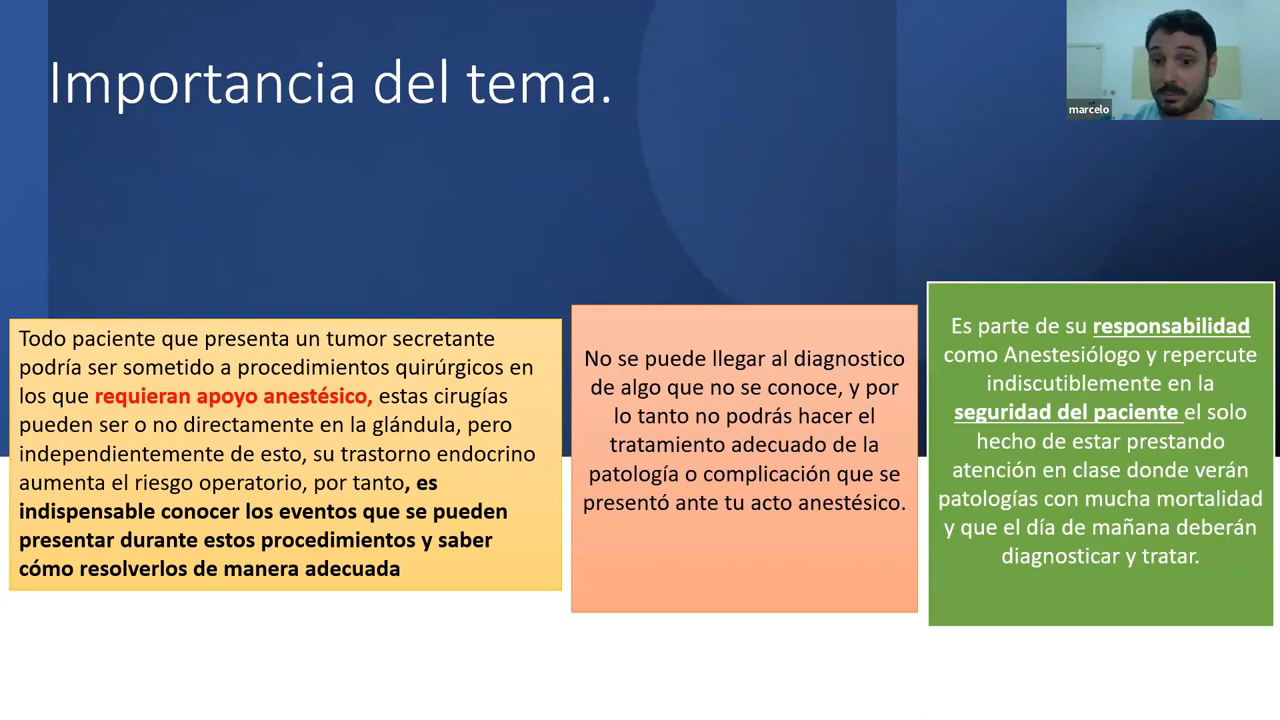 Importancia del tema.
marcelo
Todo paciente que presenta un tumor secretante
podría ser sometido a procedimientos quirúrgicos en
los que requieran apoyo anestésico, estas cirugías
pueden ser o no directamente en la glándula, pero
independientemente de esto, su trastorno endocrino
aumenta el riesgo operatorio, por tanto, es
indispensable conocer los eventos que se pueden
presentar durante estos procedimientos y saber
cómo resolverlos de manera adecuada
No se puede llegar al diagnostico
de algo que no se conoce, y por
lo tanto no podrás hacer el
tratamiento adecuado de la
patología o complicación que se
presentó ante tu acto anestésico.
Es parte de su responsabilidad
como Anestesiólogo y repercute
indiscutiblemente en la
seguridad del paciente el solo
hecho de estar prestando
atención en clase donde verán
patologías con mucha mortalidad
y que el día de mañana deberán
diagnosticar y tratar.